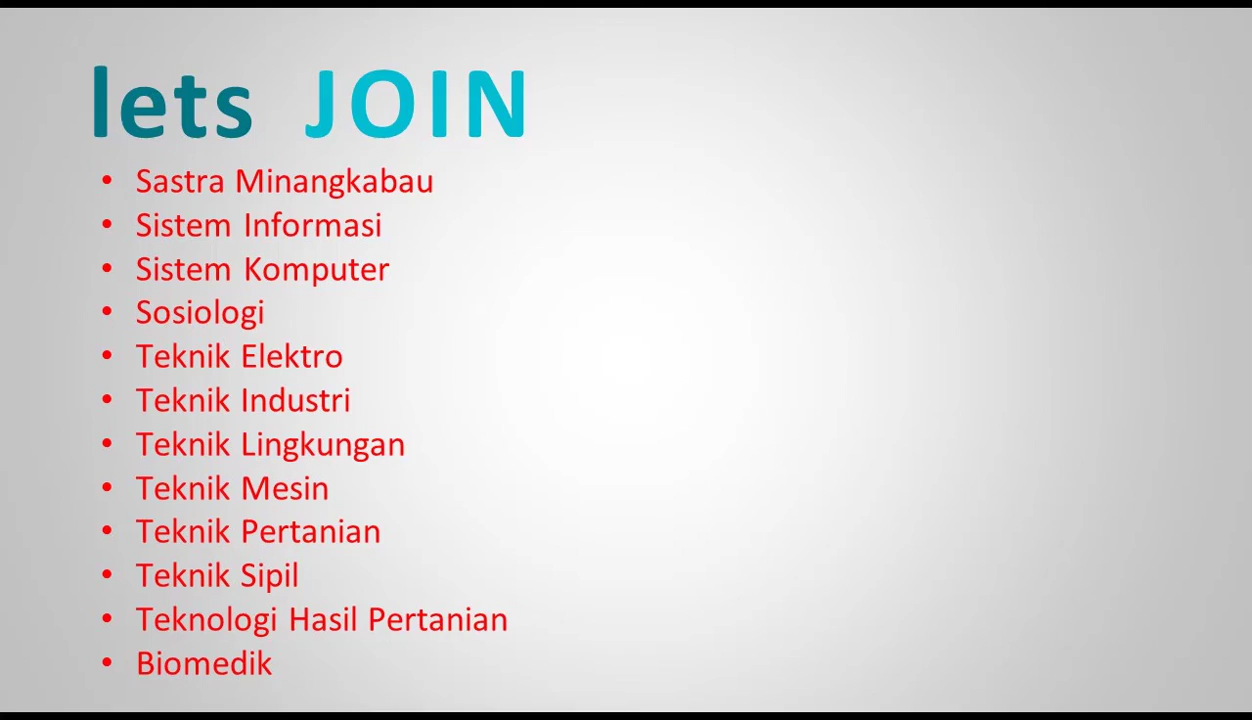 lets JOIN
• Sastra Minangkabau
• Sistem Informasi
• Sistem Komputer
• Sosiologi
• Teknik Elektro
• Teknik Industri
• Teknik Lingkungan
• Teknik Mesin
• Teknik Pertanian
• Teknik Sipil
• Teknologi Hasil Pertanian
• Biomedik